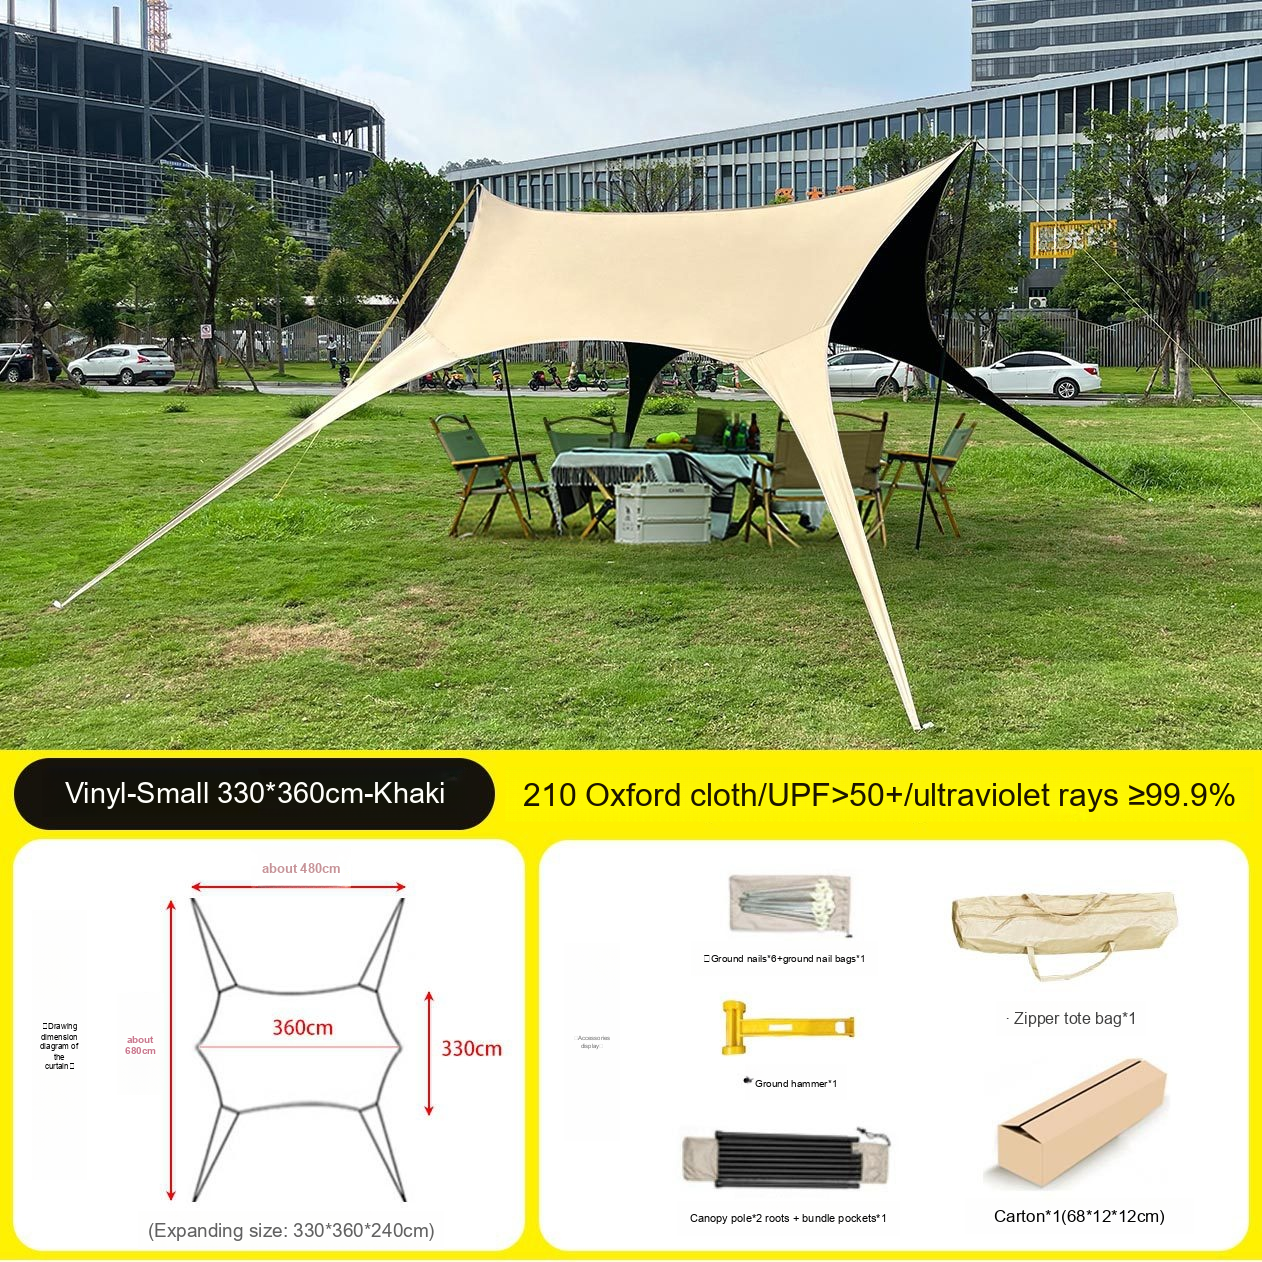 CAMEL
Vinyl-Small 330*360cm-Khaki
210 Oxford cloth/UPF>50+/ultraviolet rays ≥99.9%
about 480cm
360cm
330cm
about
680cm
Drawing
dimension
diagram of
the
curtain
(Expanding size: 330*360*240cm)
Accessories
display
Ground nails*6+ground nail bags*1
· Zipper tote bag*1
Ground hammer*1
Canopy pole*2 roots + bundle pockets*1
Carton*1(68*12*12cm)